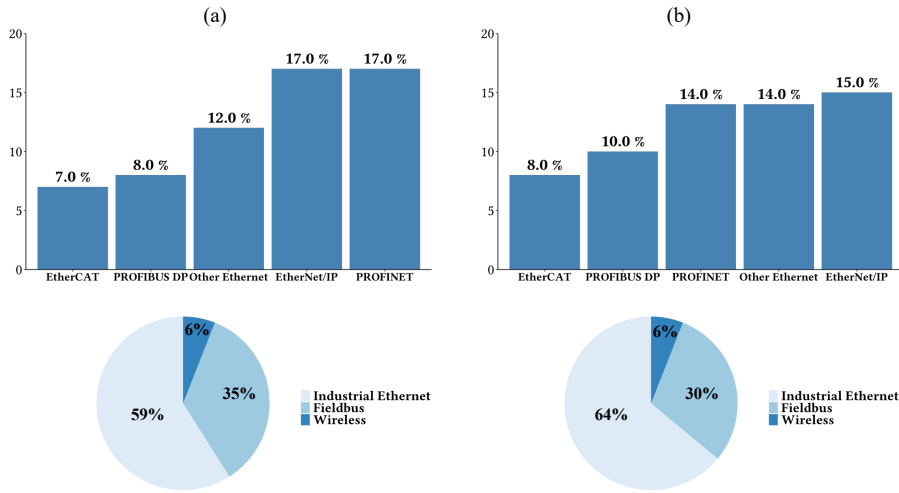 (a)
20
15
10
5
0
7.0 %
8.0 %
12.0 %
17.0 %
17.0 %
EtherCAT
PROFIBUS DP
Other Ethernet
EtherNet/IP
PROFINET
6%
35%
59%
Industrial Ethernet
Fieldbus
Wireless
(b)
20
15
10
5
0
8.0 %
10.0 %
14.0 %
14.0 %
15.0 %
EtherCAT
PROFIBUS DP
PROFINET
Other Ethernet
EtherNet/IP
6%
30%
64%
Industrial Ethernet
Fieldbus
Wireless